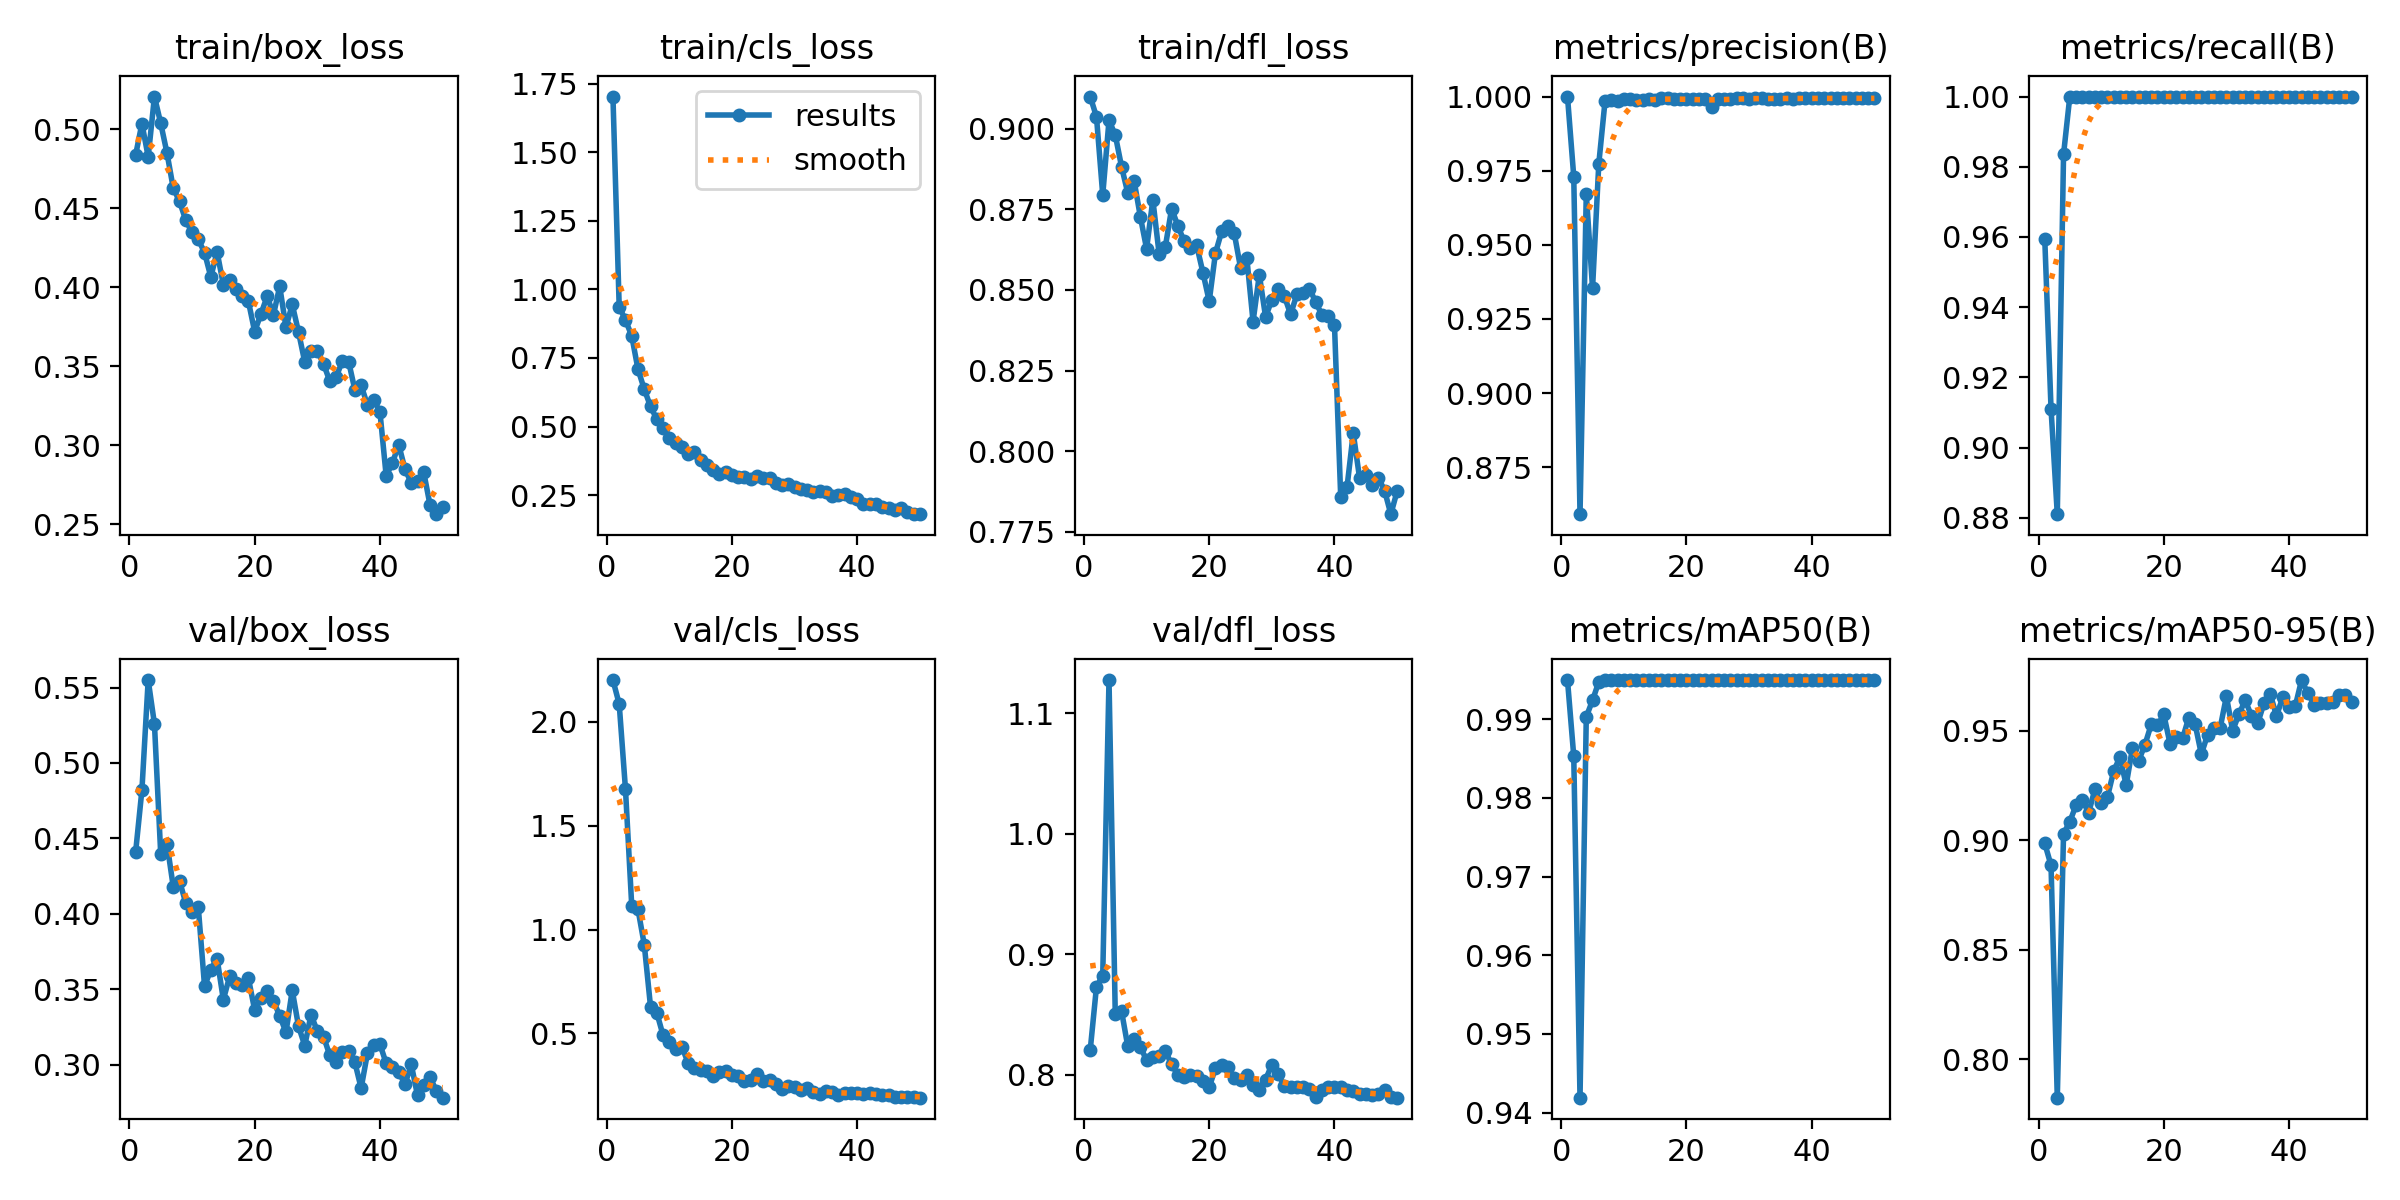 train/box_loss
train/cls_loss
train/dfl_loss
metrics/precision(B)
metrics/recall(B)
0.50
0.45
0.40
0.35
0.30
0.25
0 20 40
1.75
1.50
1.25
1.00
0.75
0.50
0.25
0 20 40
results
smooth
0.900
0.875
0.850
0.825
0.800
0.775
0 20 40
1.000
0.975
0.950
0.925
0.900
0.875
0 20 40
1.00
0.98
0.96
0.94
0.92
0.90
0.88
0 20 40
val/box_loss
val/cls_loss
val/dfl_loss
metrics/mAP50(B)
metrics/mAP50-95(B)
0.55
0.50
0.45
0.40
0.35
0.30
0 20 40
2.0
1.5
1.0
0.5
0 20 40
1.1
1.0
0.9
0.8
0 20 40
0.99
0.98
0.97
0.96
0.95
0.94
0 20 40
0.95
0.90
0.85
0.80
0 20 40